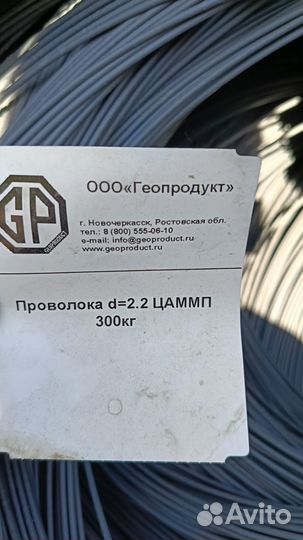 GP
GEOPRODUCT
ООО«Геопродукт»
г. Новочеркасск, Ростовская обл.
тел.: 8 (800) 555-06-10
e-mail: info@geoproduct.ru
www.geoproduct.ru
Проволока d=2.2 ЦАММП
300кг
Avito